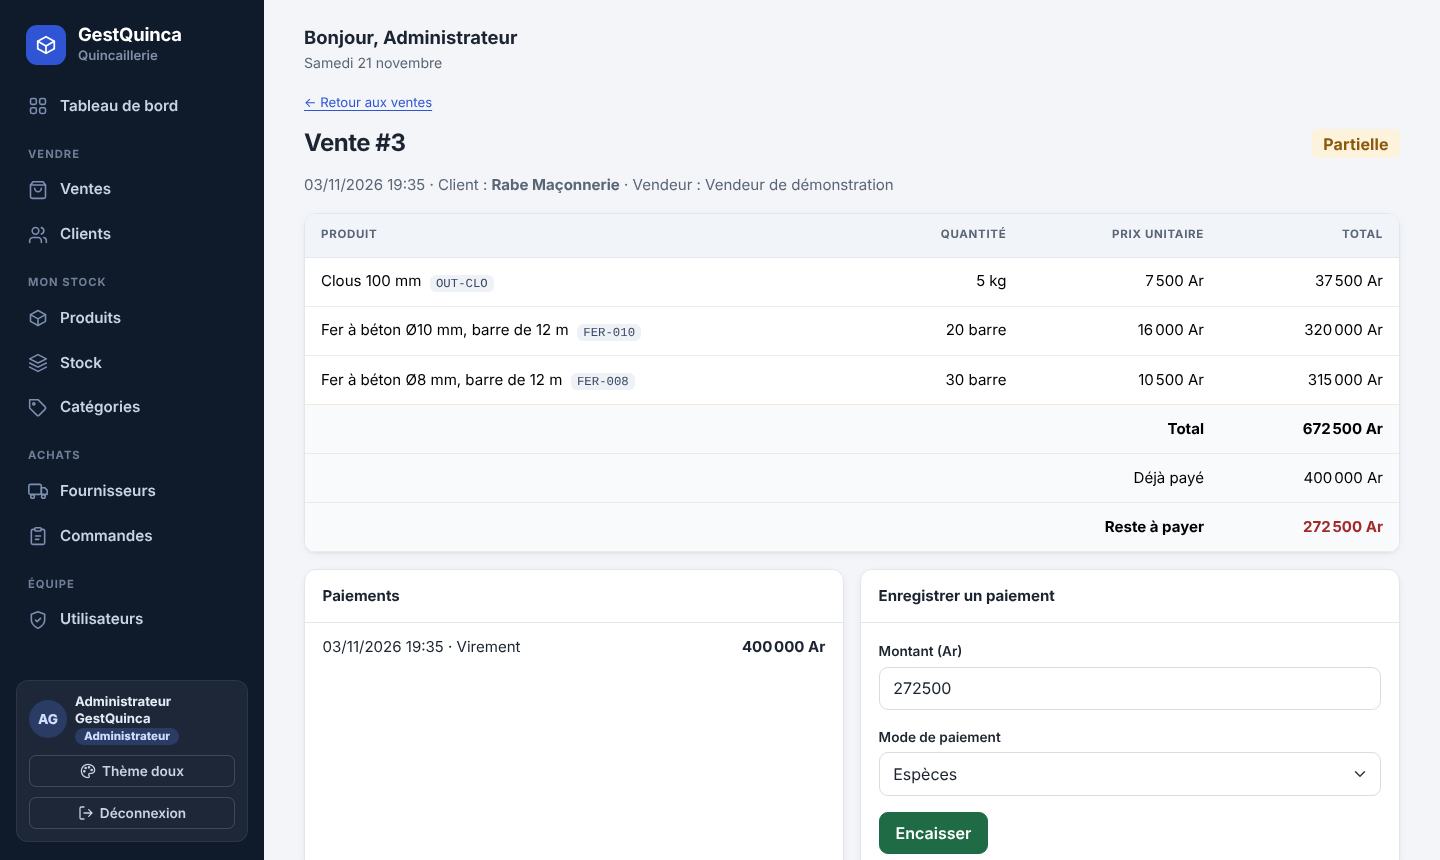 GestQuinca
Quincaillerie
Tableau de bord
VENDRE
Ventes
Clients
MON STOCK
Produits
Stock
Catégories
ACHATS
Fournisseurs
Commandes
ÉQUIPE
Utilisateurs
AG
Administrateur
GestQuinca
Administrateur
Thème doux
Déconnexion
Bonjour, Administrateur
Samedi 21 novembre
← Retour aux ventes
Vente #3
Partielle
03/11/2026 19:35 · Client : Rabe Maçonnerie · Vendeur : Vendeur de démonstration
PRODUIT QUANTITÉ PRIX UNITAIRE TOTAL
Clous 100 mm OUT-CLO 5 kg 7 500 Ar 37 500 Ar
Fer à béton Ø10 mm, barre de 12 m FER-010 20 barre 16 000 Ar 320 000 Ar
Fer à béton Ø8 mm, barre de 12 m FER-008 30 barre 10 500 Ar 315 000 Ar
Total 672 500 Ar
Déjà payé 400 000 Ar
Reste à payer 272 500 Ar
Paiements
03/11/2026 19:35 · Virement 400 000 Ar
Enregistrer un paiement
Montant (Ar)
272500
Mode de paiement
Espèces
Encaisser